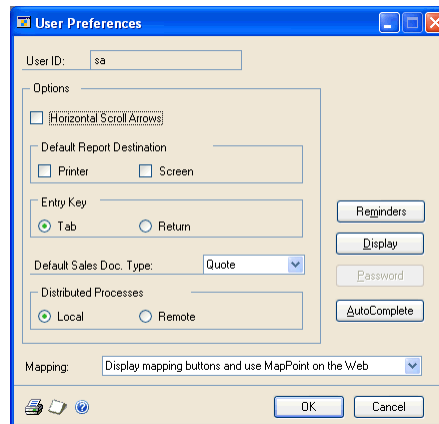 User Preferences
User ID: sa
Options
Horizontal Scroll Arrows
Default Report Destination
Printer Screen
Entry Key
Tab Return
Reminders
Display
Default Sales Doc. Type: Quote
Password
Distributed Processes
Local Remote
AutoComplete
Mapping: Display mapping buttons and use MapPoint on the Web
OK Cancel